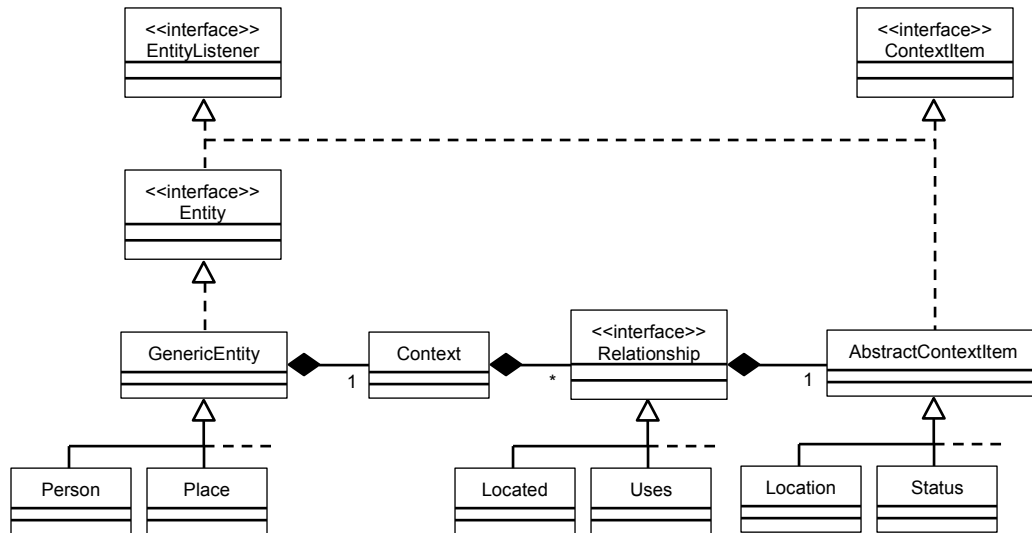 <<interface>>
EntityListener
<<interface>>
ContextItem
<<interface>>
Entity
GenericEntity
1
Context
*
<<interface>>
Relationship
1
AbstractContextItem
Person
Place
Located
Uses
Location
Status